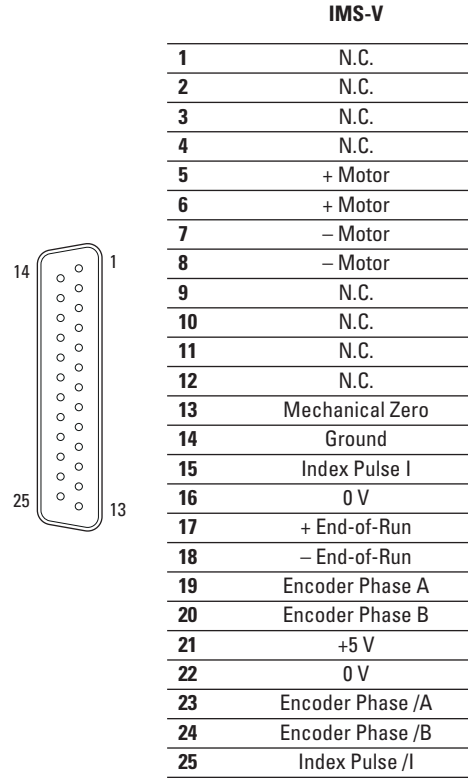 IMS-V
1 N.C.
2 N.C.
3 N.C.
4 N.C.
5 + Motor
6 + Motor
7 – Motor
8 – Motor
9 N.C.
10 N.C.
11 N.C.
12 N.C.
13 Mechanical Zero
14 Ground
15 Index Pulse I
16 0 V
17 + End-of-Run
18 – End-of-Run
19 Encoder Phase A
20 Encoder Phase B
21 +5 V
22 0 V
23 Encoder Phase /A
24 Encoder Phase /B
25 Index Pulse /I
14 1
25 13